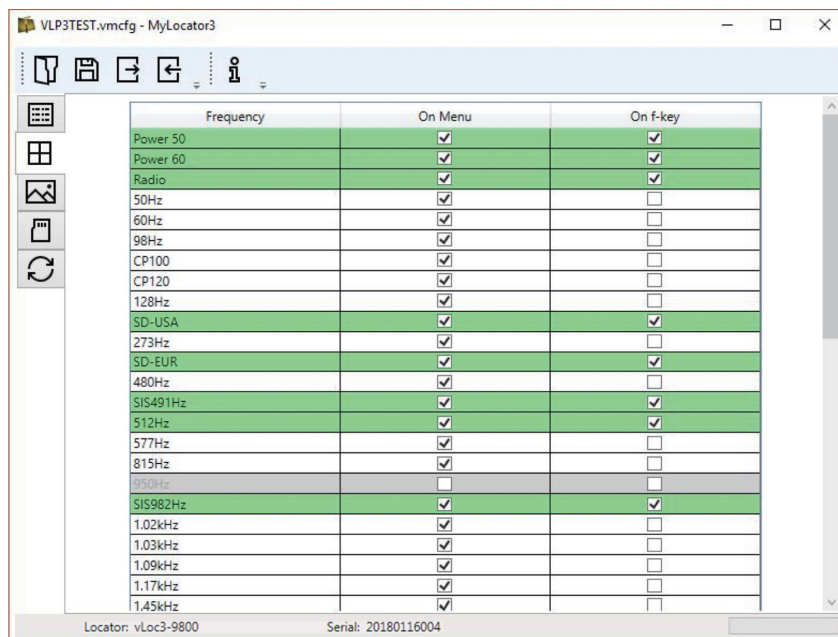 VLP3TEST.vmcfg - MyLocator3
Frequency On Menu On f-key
Power 50
Power 60
Radio
50Hz
60Hz
98Hz
CP100
CP120
128Hz
SD-USA
273Hz
SD-EUR
480Hz
SIS491Hz
512Hz
577Hz
815Hz
950Hz
SIS982Hz
1.02kHz
1.03kHz
1.09kHz
1.17kHz
1.45kHz
Locator: vLoc3-9800 Serial: 20180116004